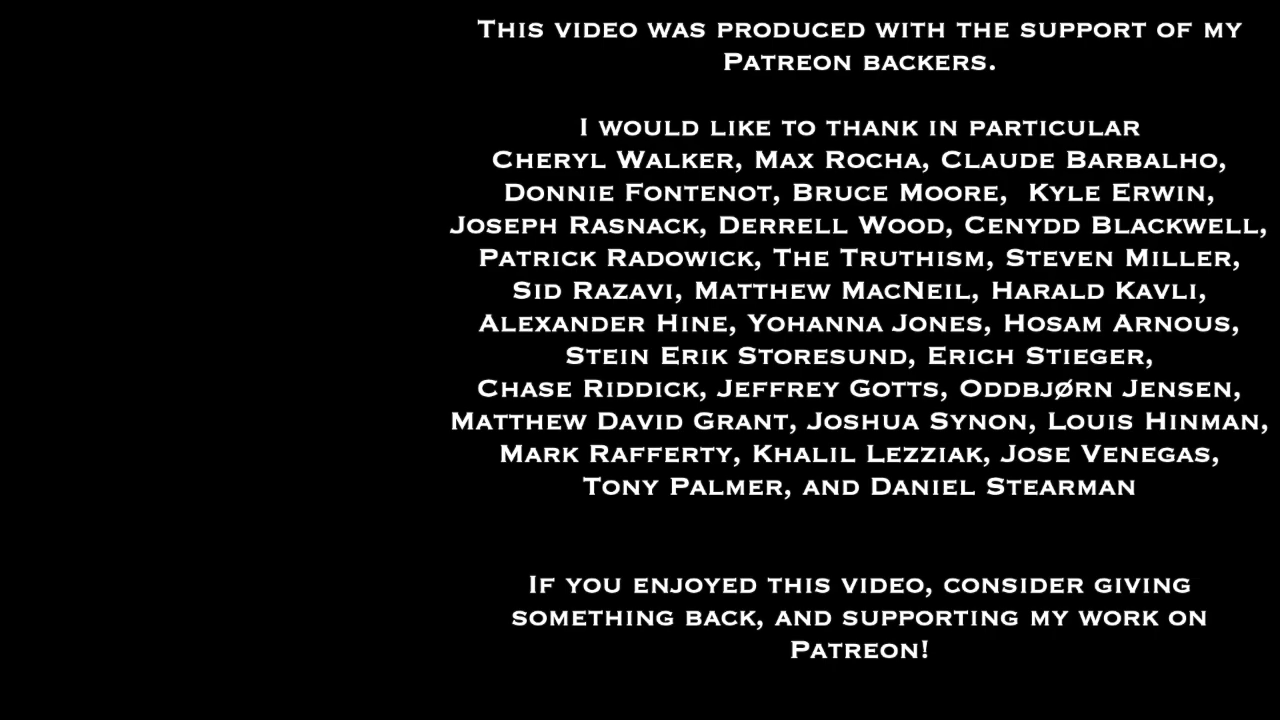 This video was produced with the support of my
Patreon backers.
I would like to thank in particular
Cheryl Walker, Max Rocha, Claude Barbalho,
Donnie Fontenot, Bruce Moore,  Kyle Erwin,
Joseph Rasnack, Derrell Wood, Cenydd Blackwell,
Patrick Radowick, The Truthism, Steven Miller,
Sid Razavi, Matthew MacNeil, Harald Kavli,
Alexander Hine, Yohanna Jones, Hosam Arnous,
Stein Erik Storesund, Erich Stieger,
Chase Riddick, Jeffrey Gotts, Oddbjørn Jensen,
Matthew David Grant, Joshua Synon, Louis Hinman,
Mark Rafferty, Khalil Lezziak, Jose Venegas,
Tony Palmer, and Daniel Stearman
If you enjoyed this video, consider giving
something back, and supporting my work on
Patreon!